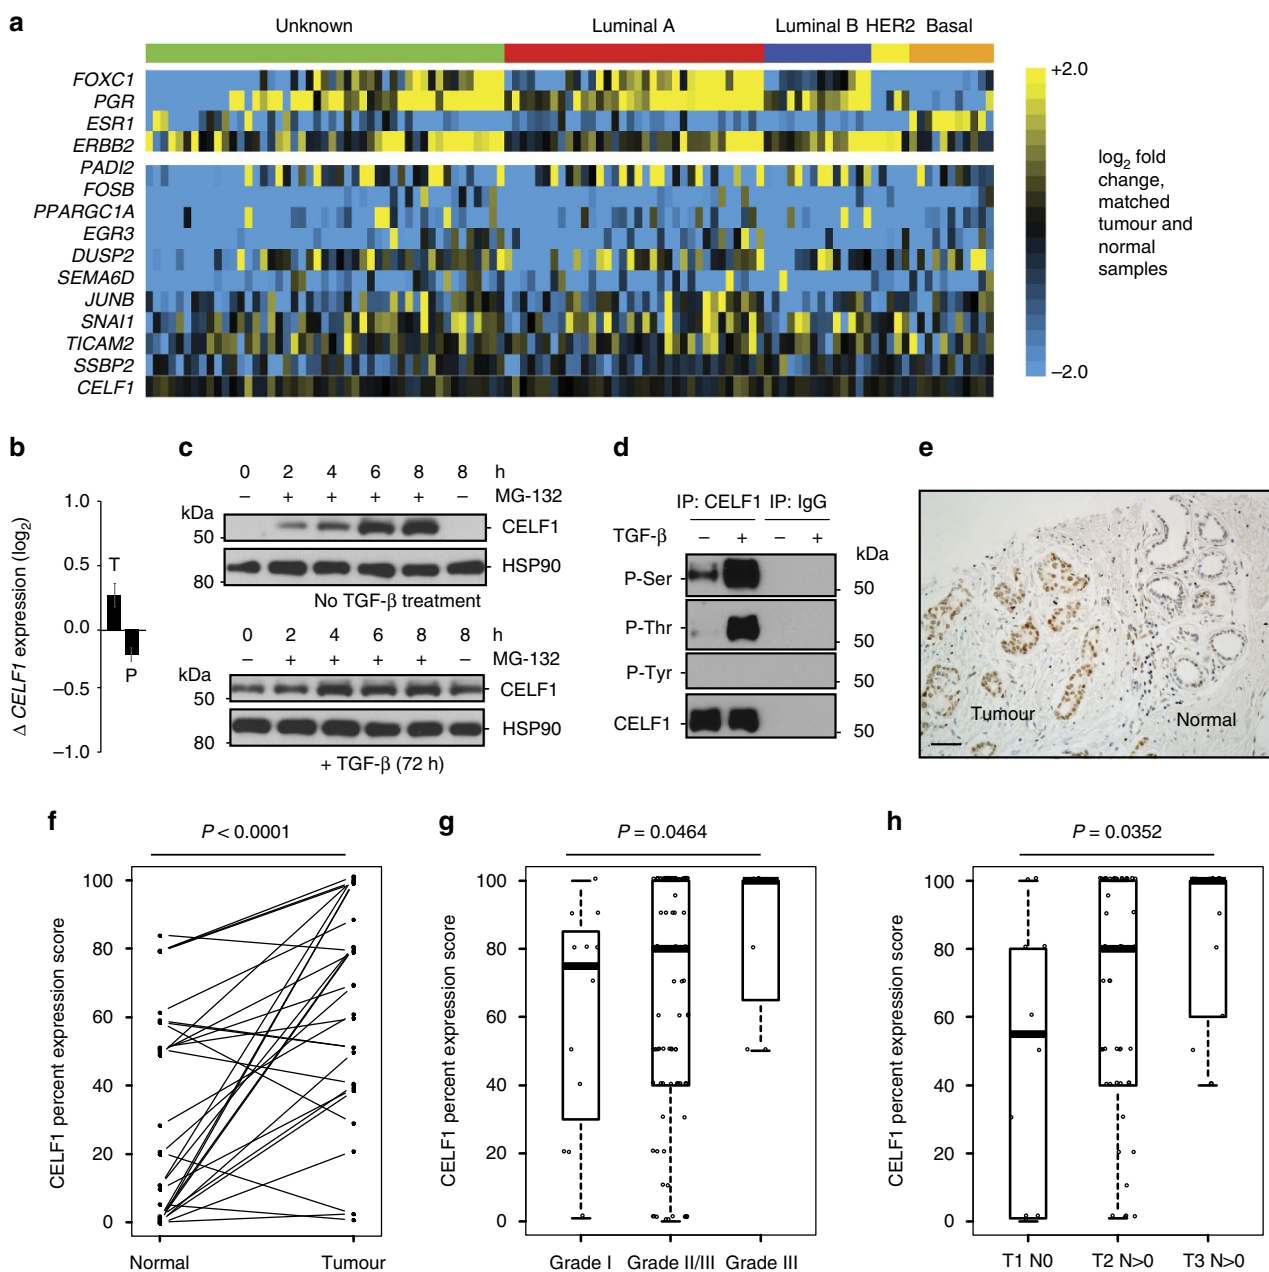 a
Unknown
Luminal A
Luminal B
HER2
Basal
FOXC1
PGR
ESR1
ERBB2
PADI2
FOSB
PPARGC1A
EGR3
DUSP2
SEMA6D
JUNB
SNAI1
TICAM2
SSBP2
CELF1
+2.0
−2.0
log2 fold
change,
matched
tumour and
normal
samples
b
Δ CELF1 expression (log2)
1.0
0.5
0.0
−0.5
−1.0
T
P
c
0 2 4 6 8 8 h
− + + + + − MG-132
kDa
50
CELF1
80
HSP90
No TGF-β treatment
0 2 4 6 8 8 h
− + + + + − MG-132
kDa
50
CELF1
80
HSP90
+ TGF-β (72 h)
d
IP: CELF1 IP: IgG
TGF-β − + − +
kDa
P-Ser 50
P-Thr 50
P-Tyr 50
CELF1 50
e
Tumour
Normal
f
P < 0.0001
CELF1 percent expression score
100
80
60
40
20
0
Normal
Tumour
g
P = 0.0464
CELF1 percent expression score
100
80
60
40
20
0
Grade I
Grade II/III
Grade III
h
P = 0.0352
CELF1 percent expression score
100
80
60
40
20
0
T1 N0
T2 N>0
T3 N>0